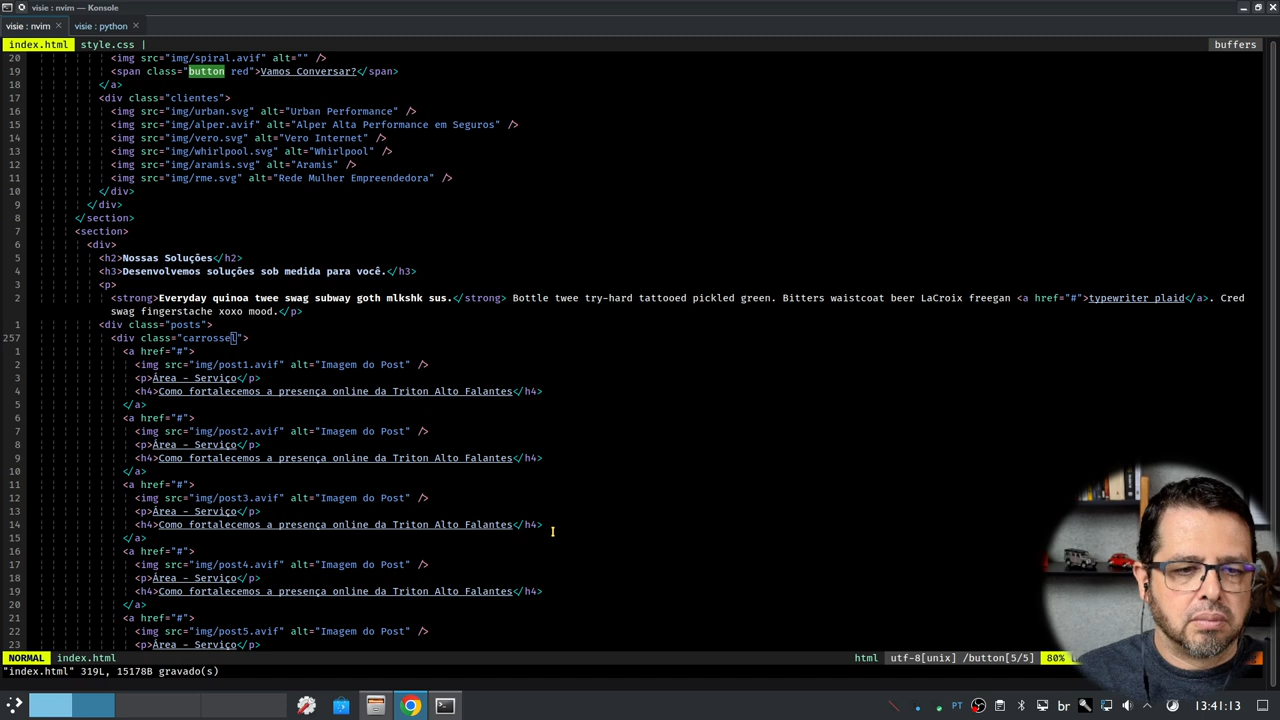 visie : nvim — Konsole
visie : nvim
visie : python
index.html style.css |
buffers
20 <img src="img/spiral.avif" alt="" />
19 <span class="button red">Vamos Conversar?</span>
18 </a>
17 <div class="clientes">
16 <img src="img/urban.svg" alt="Urban Performance" />
15 <img src="img/alper.avif" alt="Alper Alta Performance em Seguros" />
14 <img src="img/vero.svg" alt="Vero Internet" />
13 <img src="img/whirlpool.svg" alt="Whirlpool" />
12 <img src="img/aramis.svg" alt="Aramis" />
11 <img src="img/rme.svg" alt="Rede Mulher Empreendedora" />
10 </div>
9 </div>
8 </section>
7 <section>
6 <div>
5 <h2>Nossas Soluções</h2>
4 <h3>Desenvolvemos soluções sob medida para você.</h3>
3 <p>
2 <strong>Everyday quinoa twee swag subway goth mlkshk sus.</strong> Bottle twee try-hard tattooed pickled green. Bitters waistcoat beer LaCroix freegan <a href="#">typewriter plaid</a>. Cred
swag fingerstache xoxo mood.</p>
1 <div class="posts">
257 <div class="carrossel">
1 <a href="#">
2 <img src="img/post1.avif" alt="Imagem do Post" />
3 <p>Área - Serviço</p>
4 <h4>Como fortalecemos a presença online da Triton Alto Falantes</h4>
5 </a>
6 <a href="#">
7 <img src="img/post2.avif" alt="Imagem do Post" />
8 <p>Área - Serviço</p>
9 <h4>Como fortalecemos a presença online da Triton Alto Falantes</h4>
10 </a>
11 <a href="#">
12 <img src="img/post3.avif" alt="Imagem do Post" />
13 <p>Área - Serviço</p>
14 <h4>Como fortalecemos a presença online da Triton Alto Falantes</h4>
15 </a>
16 <a href="#">
17 <img src="img/post4.avif" alt="Imagem do Post" />
18 <p>Área - Serviço</p>
19 <h4>Como fortalecemos a presença online da Triton Alto Falantes</h4>
20 </a>
21 <a href="#">
22 <img src="img/post5.avif" alt="Imagem do Post" />
23 <p>Área - Serviço</p>
NORMAL index.html
html utf-8[unix] /button[5/5] 80%
"index.html" 319L, 15178B gravado(s)
PT
br
13:41:13